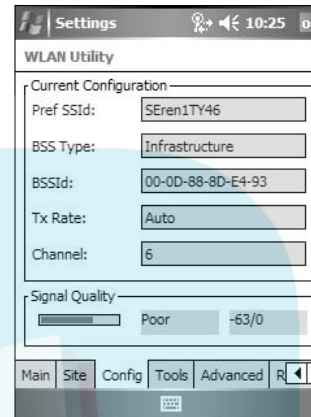 Settings 10:25 o
WLAN Utility
Current Configuration
Pref SSId: SEren1TY46
BSS Type: Infrastructure
BSSId: 00-0D-88-8D-E4-93
Tx Rate: Auto
Channel: 6
Signal Quality
Poor -63/0
Main Site Config Tools Advanced R